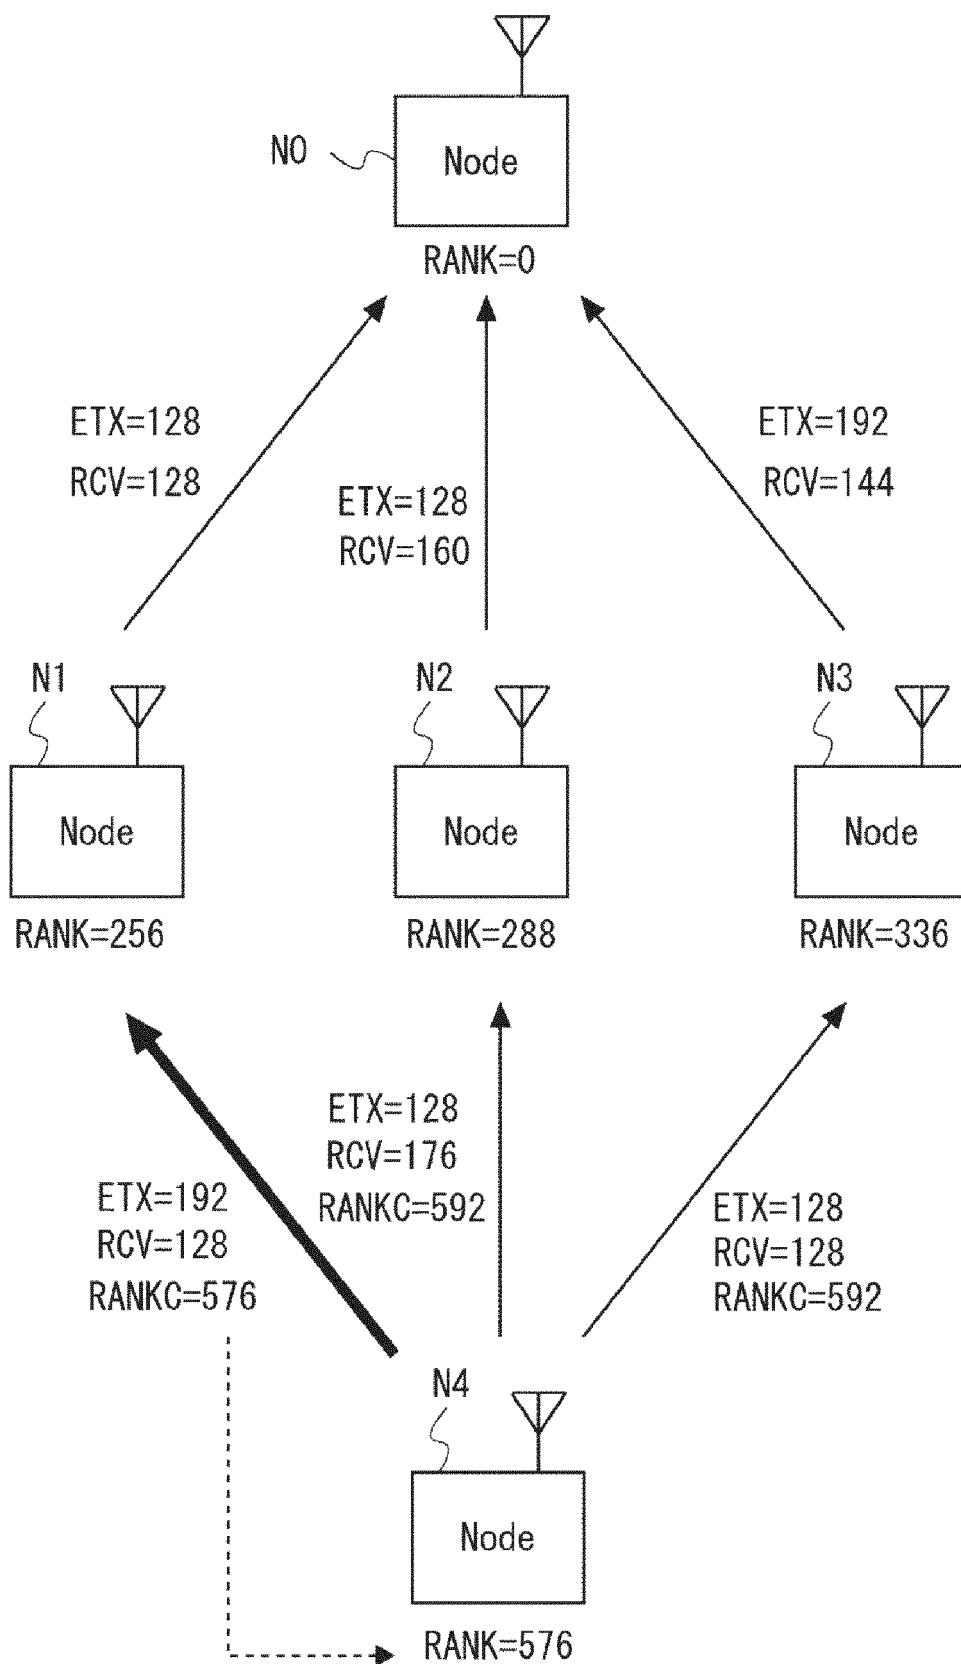 N0
Node
RANK=0
ETX=128
RCV=128
ETX=128
RCV=160
ETX=192
RCV=144
N1
Node
RANK=256
N2
Node
RANK=288
N3
Node
RANK=336
ETX=192
RCV=128
RANKC=576
ETX=128
RCV=176
RANKC=592
ETX=128
RCV=128
RANKC=592
N4
Node
RANK=576